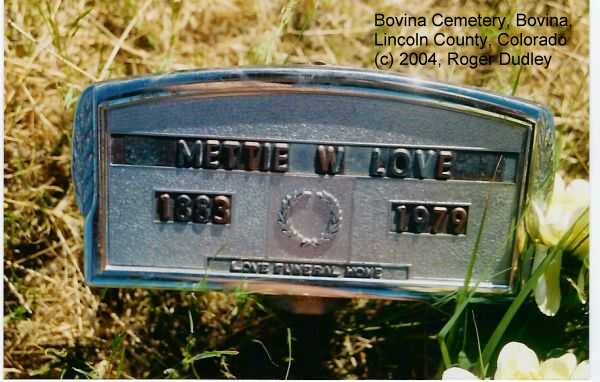 Bovina Cemetery, Bovina,
Lincoln County, Colorado
(c) 2004, Roger Dudley
METTIE W LOVE
1883
1979
LOVE FUNERAL HOME